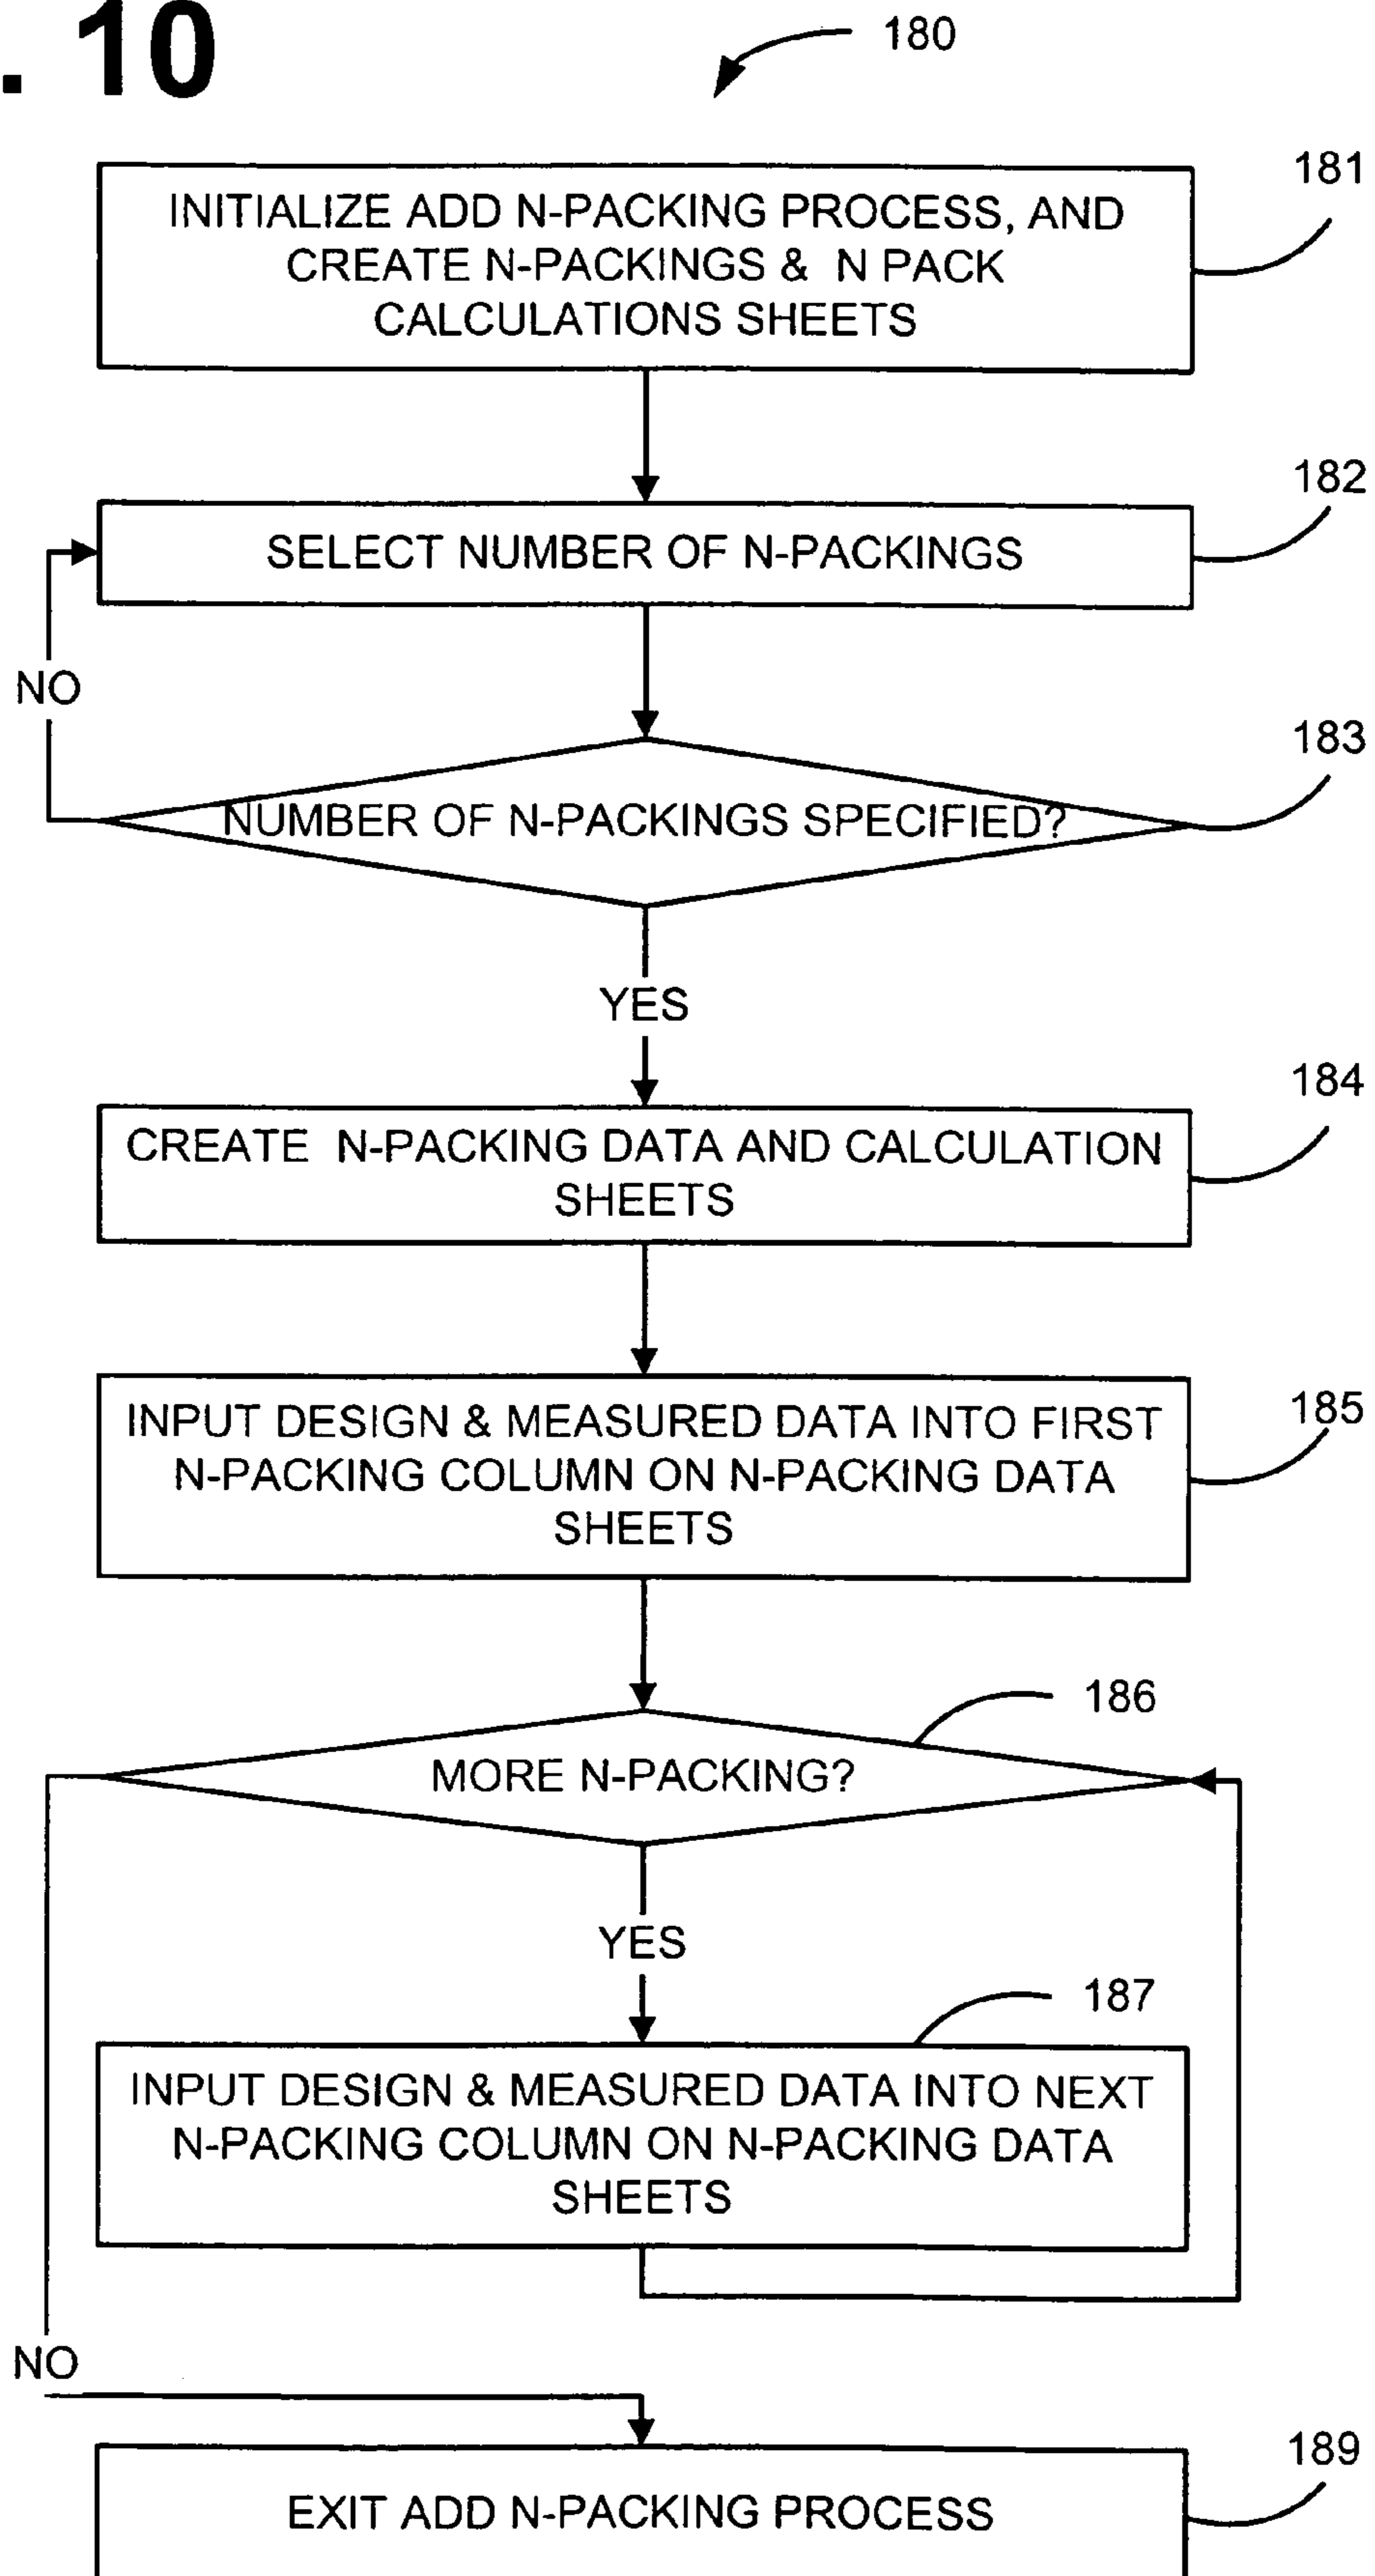 . 10
180
181
INITIALIZE ADD N-PACKING PROCESS, AND
CREATE N-PACKINGS & N PACK
CALCULATIONS SHEETS
182
SELECT NUMBER OF N-PACKINGS
NO
183
NUMBER OF N-PACKINGS SPECIFIED?
YES
184
CREATE N-PACKING DATA AND CALCULATION
SHEETS
185
INPUT DESIGN & MEASURED DATA INTO FIRST
N-PACKING COLUMN ON N-PACKING DATA
SHEETS
186
MORE N-PACKING?
YES
187
INPUT DESIGN & MEASURED DATA INTO NEXT
N-PACKING COLUMN ON N-PACKING DATA
SHEETS
NO
189
EXIT ADD N-PACKING PROCESS